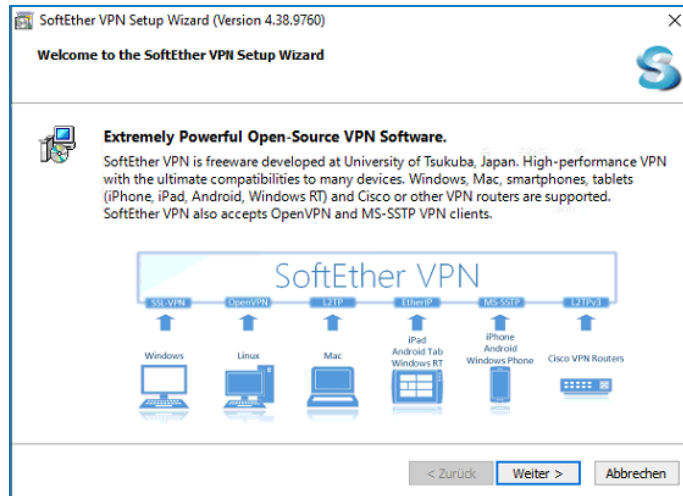 SoftEther VPN Setup Wizard (Version 4.38.9760)
Welcome to the SoftEther VPN Setup Wizard
Extremely Powerful Open-Source VPN Software.
SoftEther VPN is freeware developed at University of Tsukuba, Japan. High-performance VPN
with the ultimate compatibilities to many devices. Windows, Mac, smartphones, tablets
(iPhone, iPad, Android, Windows RT) and Cisco or other VPN routers are supported.
SoftEther VPN also accepts OpenVPN and MS-SSTP VPN clients.
SoftEther VPN
SSL-VPN OpenVPN L2TP EtherIP MS-SSTP L2TPv3
Windows
Linux
Mac
iPad
Android Tab
Windows RT
iPhone
Android
Windows Phone
Cisco VPN Routers
< Zurück Weiter > Abbrechen